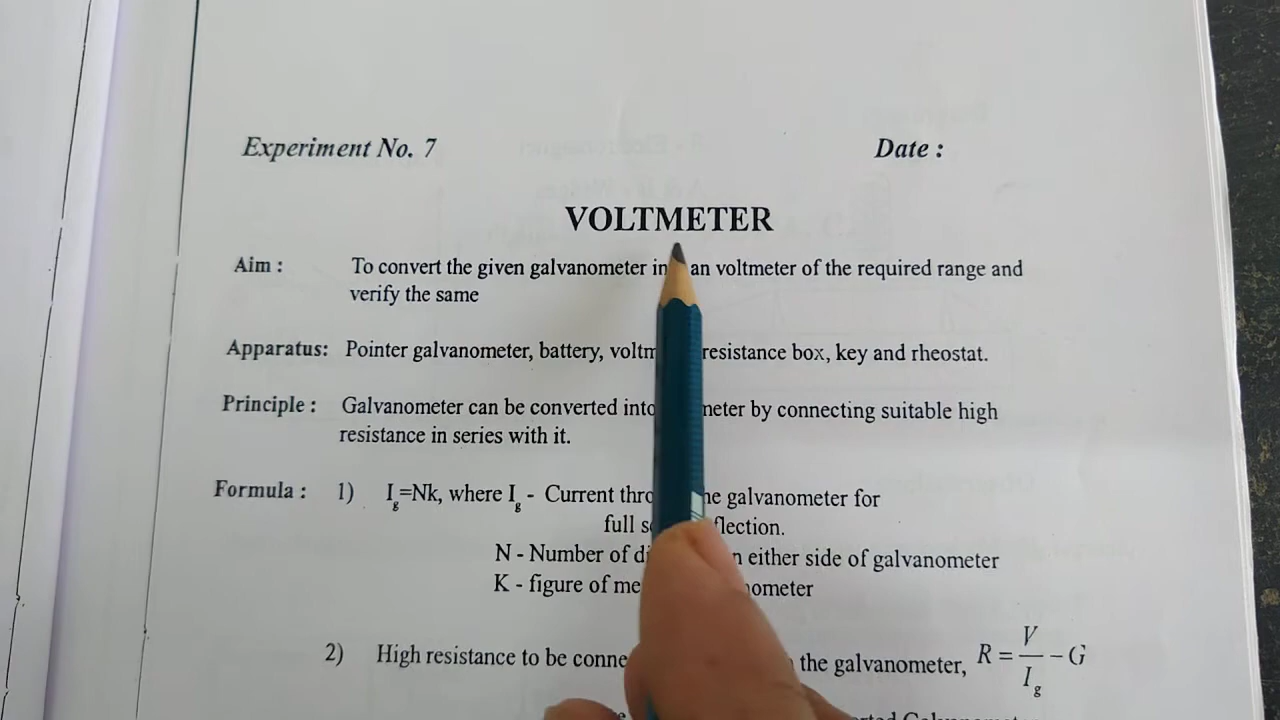 Experiment No. 7
Date :
VOLTMETER
Aim : To convert the given galvanometer in an voltmeter of the required range and
verify the same
Apparatus: Pointer galvanometer, battery, voltm resistance box, key and rheostat.
Principle : Galvanometer can be converted into meter by connecting suitable high
resistance in series with it.
Formula : 1) Ig=Nk, where Ig - Current thro he galvanometer for
full s flection.
N - Number of di n either side of galvanometer
K - figure of me ometer
2) High resistance to be conne the galvanometer, R = V/Ig - G